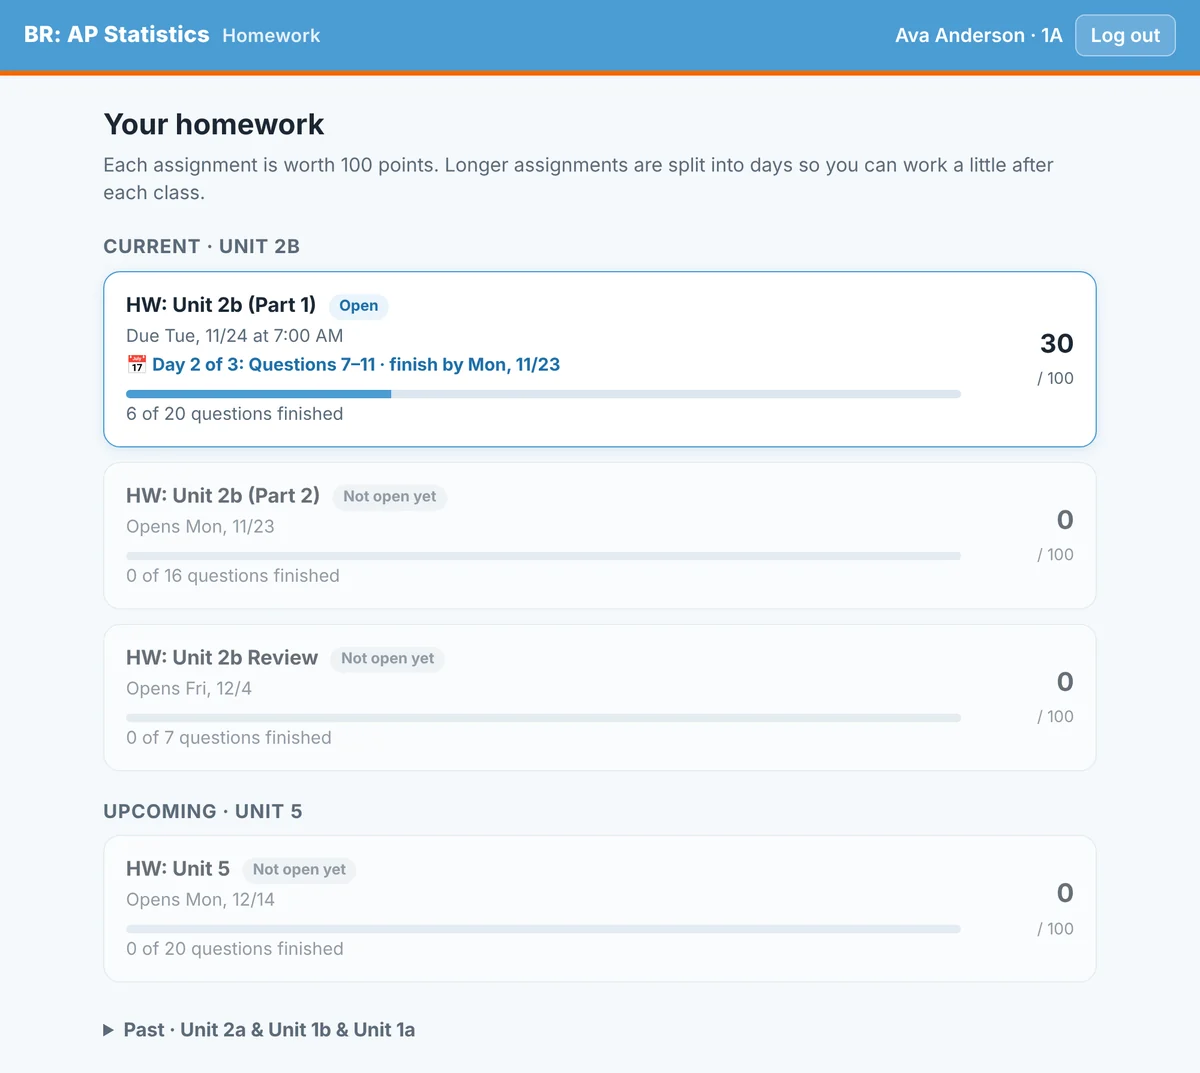 BR: AP Statistics Homework
Ava Anderson · 1A
Log out
Your homework
Each assignment is worth 100 points. Longer assignments are split into days so you can work a little after
each class.
CURRENT · UNIT 2B
HW: Unit 2b (Part 1) Open
Due Tue, 11/24 at 7:00 AM
📅 Day 2 of 3: Questions 7–11 · finish by Mon, 11/23
6 of 20 questions finished
30
/ 100
HW: Unit 2b (Part 2) Not open yet
Opens Mon, 11/23
0 of 16 questions finished
0
/ 100
HW: Unit 2b Review Not open yet
Opens Fri, 12/4
0 of 7 questions finished
0
/ 100
UPCOMING · UNIT 5
HW: Unit 5 Not open yet
Opens Mon, 12/14
0 of 20 questions finished
0
/ 100
▶ Past · Unit 2a & Unit 1b & Unit 1a